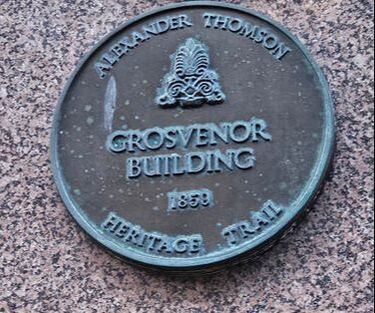 ALEXANDER THOMSON
GROSVENOR
BUILDING
1859
HERITAGE TRAIL